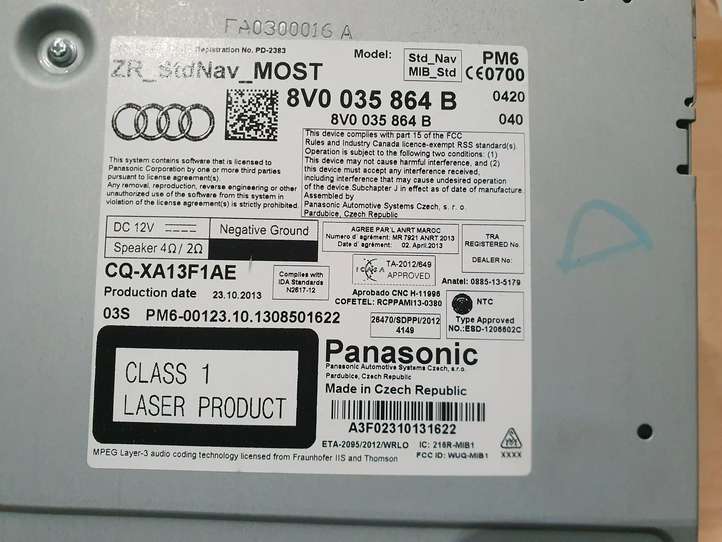 FA0300016 A
Registration No. PD-2383
Model:
Std_Nav
MIB_Std
PM6
CE0700
ZR_StdNav_MOST
8V0 035 864 B
0420
8V0 035 864 B
040
This device complies with part 15 of the FCC
Rules and Industry Canada licence-exempt RSS standard(s).
Operation is subject to the following two conditions: (1)
This device may not cause harmful interference, and (2)
this device must accept any interference received,
including interference that may cause undesired operation
of the device.Subchapter J in effect as of date of manufacture
Assembled by
Panasonic Automotive Systems Czech, s. r. o.
Pardubice, Czech Republic
This system contains software that is licensed to
Panasonic Corporation by one or more third parties
pursuant to license agreement(s).
Any removal, reproduction, reverse engineering or other
unauthorized use of the software from this system in
violation of the license agreement(s) is strictly prohibited.
DC 12V
Negative Ground
Speaker 4Ω / 2Ω
AGREE PAR L'ANRT MAROC
Numero d`agrément: MR 7921 ANRT 2013
Date d`agrément: 02. April.2013
TRA
REGISTERED No:
DEALER No:
CQ-XA13F1AE
Complies with
IDA Standards
N2617-12
TA-2012/649
APPROVED
Anatel: 0885-13-5179
Production date 23.10.2013
Aprobado CNC H-11995
COFETEL: RCPPAMI13-0380
NTC
Type Approved
NO.:ESD-1206602C
03S PM6-00123.10.1308501622
26470/SDPPI/2012
4149
CLASS 1
LASER PRODUCT
Panasonic
Panasonic Automotive Systems Czech, s.r.o.
Pardubice, Czech Republic
Made in Czech Republic
A3F02310131622
ETA-2095/2012/WRLO IC: 216R-MIB1
FCC ID: WUQ-MIB1
XXXX
MPEG Layer-3 audio coding technology licensed from Fraunhofer IIS and Thomson